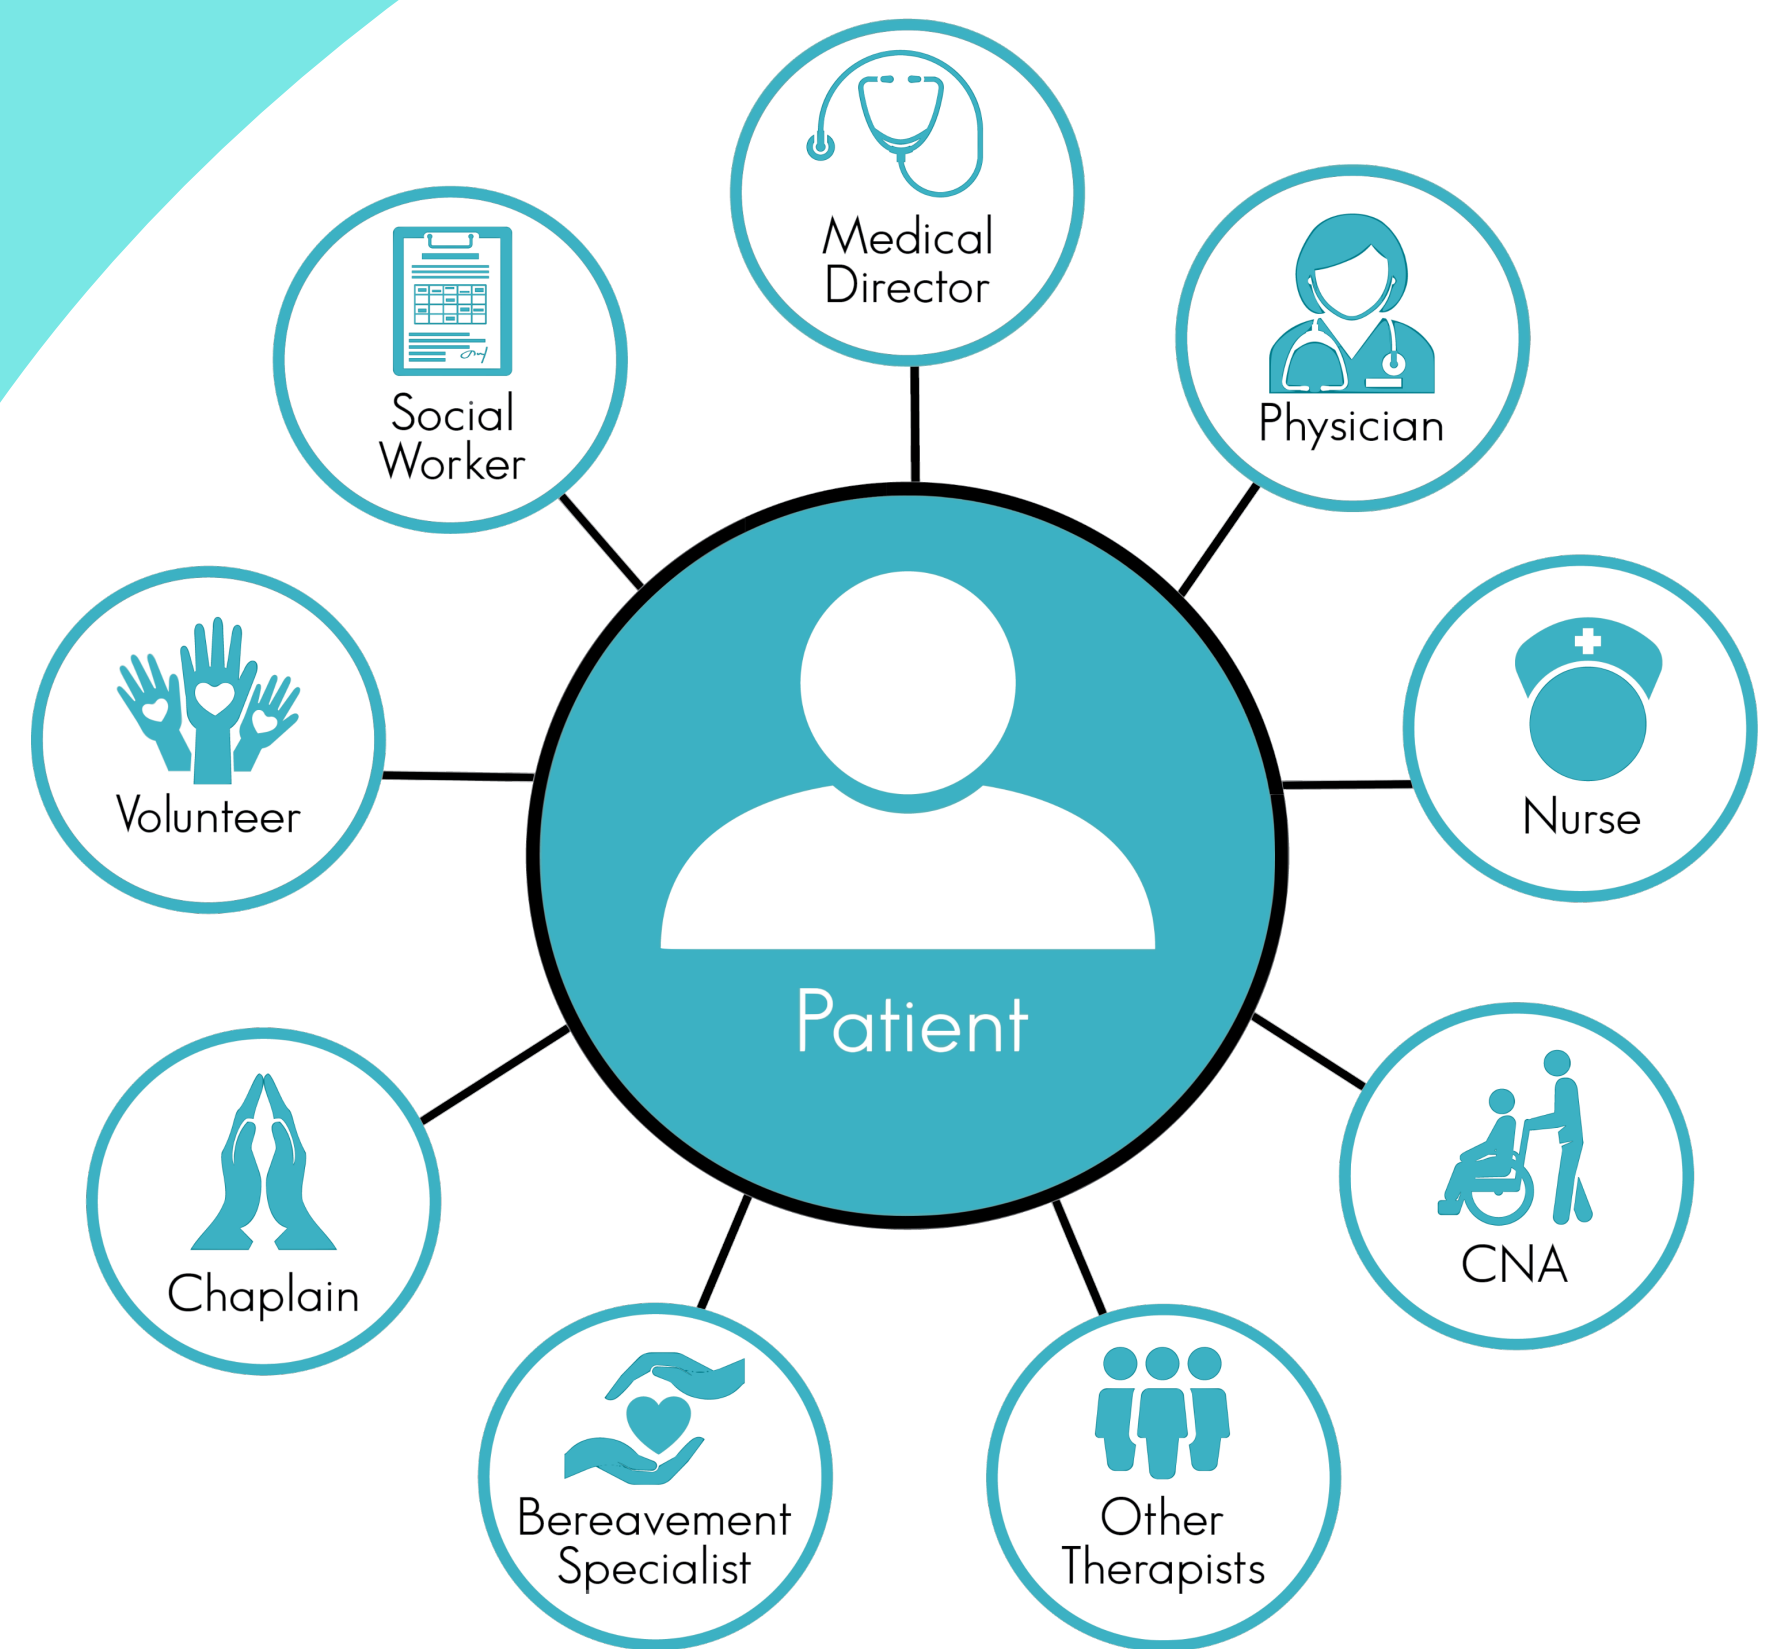 Medical
Director
Physician
Social
Worker
Nurse
Volunteer
Patient
CNA
Chaplain
Other
Therapists
Bereavement
Specialist